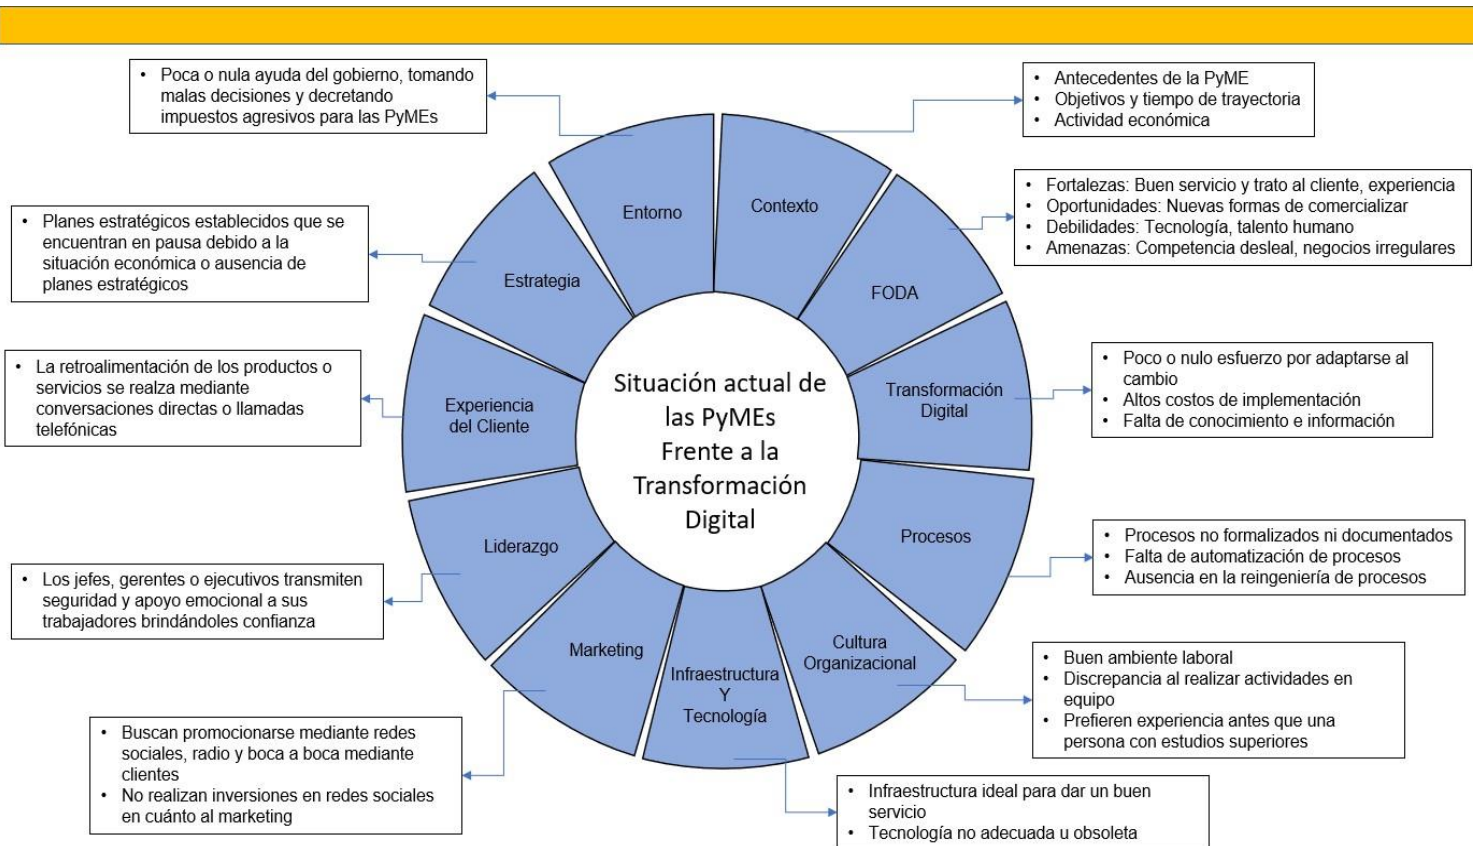 • Poca o nula ayuda del gobierno, tomando
malas decisiones y decretando
impuestos agresivos para las PyMEs
• Antecedentes de la PyME
• Objetivos y tiempo de trayectoria
• Actividad económica
• Fortalezas: Buen servicio y trato al cliente, experiencia
• Oportunidades: Nuevas formas de comercializar
• Debilidades: Tecnología, talento humano
• Amenazas: Competencia desleal, negocios irregulares
• Planes estratégicos establecidos que se
encuentran en pausa debido a la
situación económica o ausencia de
planes estratégicos
• La retroalimentación de los productos o
servicios se realza mediante
conversaciones directas o llamadas
telefónicas
• Poco o nulo esfuerzo por adaptarse al
cambio
• Altos costos de implementación
• Falta de conocimiento e información
• Procesos no formalizados ni documentados
• Falta de automatización de procesos
• Ausencia en la reingeniería de procesos
• Los jefes, gerentes o ejecutivos transmiten
seguridad y apoyo emocional a sus
trabajadores brindándoles confianza
• Buen ambiente laboral
• Discrepancia al realizar actividades en
equipo
• Prefieren experiencia antes que una
persona con estudios superiores
• Buscan promocionarse mediante redes
sociales, radio y boca a boca mediante
clientes
• No realizan inversiones en redes sociales
en cuánto al marketing
• Infraestructura ideal para dar un buen
servicio
• Tecnología no adecuada u obsoleta
Entorno
Contexto
FODA
Transformación
Digital
Procesos
Cultura
Organizacional
Infraestructura
Y
Tecnología
Marketing
Liderazgo
Experiencia
del Cliente
Estrategia
Situación actual de
las PyMEs
Frente a la
Transformación
Digital